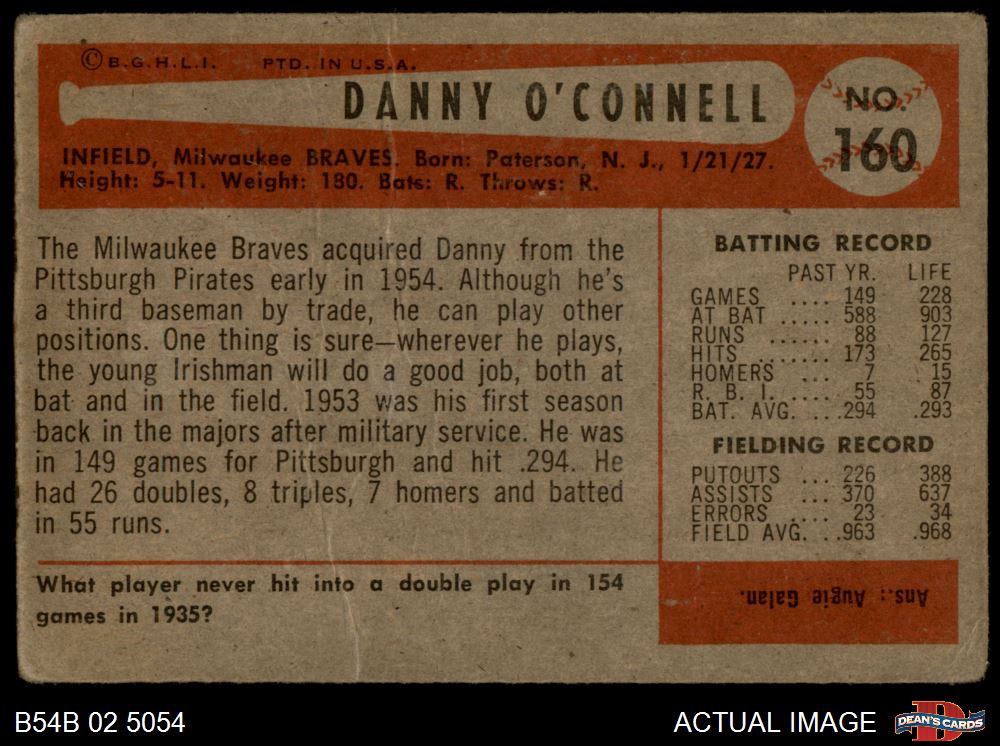 ©B.G.H.L.I. PTD. IN U.S.A.
DANNY O'CONNELL
NO.
160
INFIELD, Milwaukee BRAVES. Born: Paterson, N. J., 1/21/27.
Height: 5-11. Weight: 180. Bats: R. Throws: R.
The Milwaukee Braves acquired Danny from the
Pittsburgh Pirates early in 1954. Although he's
a third baseman by trade, he can play other
positions. One thing is sure—wherever he plays,
the young Irishman will do a good job, both at
bat and in the field. 1953 was his first season
back in the majors after military service. He was
in 149 games for Pittsburgh and hit .294. He
had 26 doubles, 8 triples, 7 homers and batted
in 55 runs.
BATTING RECORD
PAST YR. LIFE
GAMES .... 149 228
AT BAT ..... 588 903
RUNS ...... 88 127
HITS ....... 173 265
HOMERS ... 7 15
R. B. I. .... 55 87
BAT. AVG. ...294 .293
FIELDING RECORD
PUTOUTS ... 226 388
ASSISTS ... 370 637
ERRORS .... 23 34
FIELD AVG. ..963 .968
What player never hit into a double play in 154
games in 1935?
Ans.: Augie Galan.
B54B 02 5054
ACTUAL IMAGE
D
DEAN'S CARDS